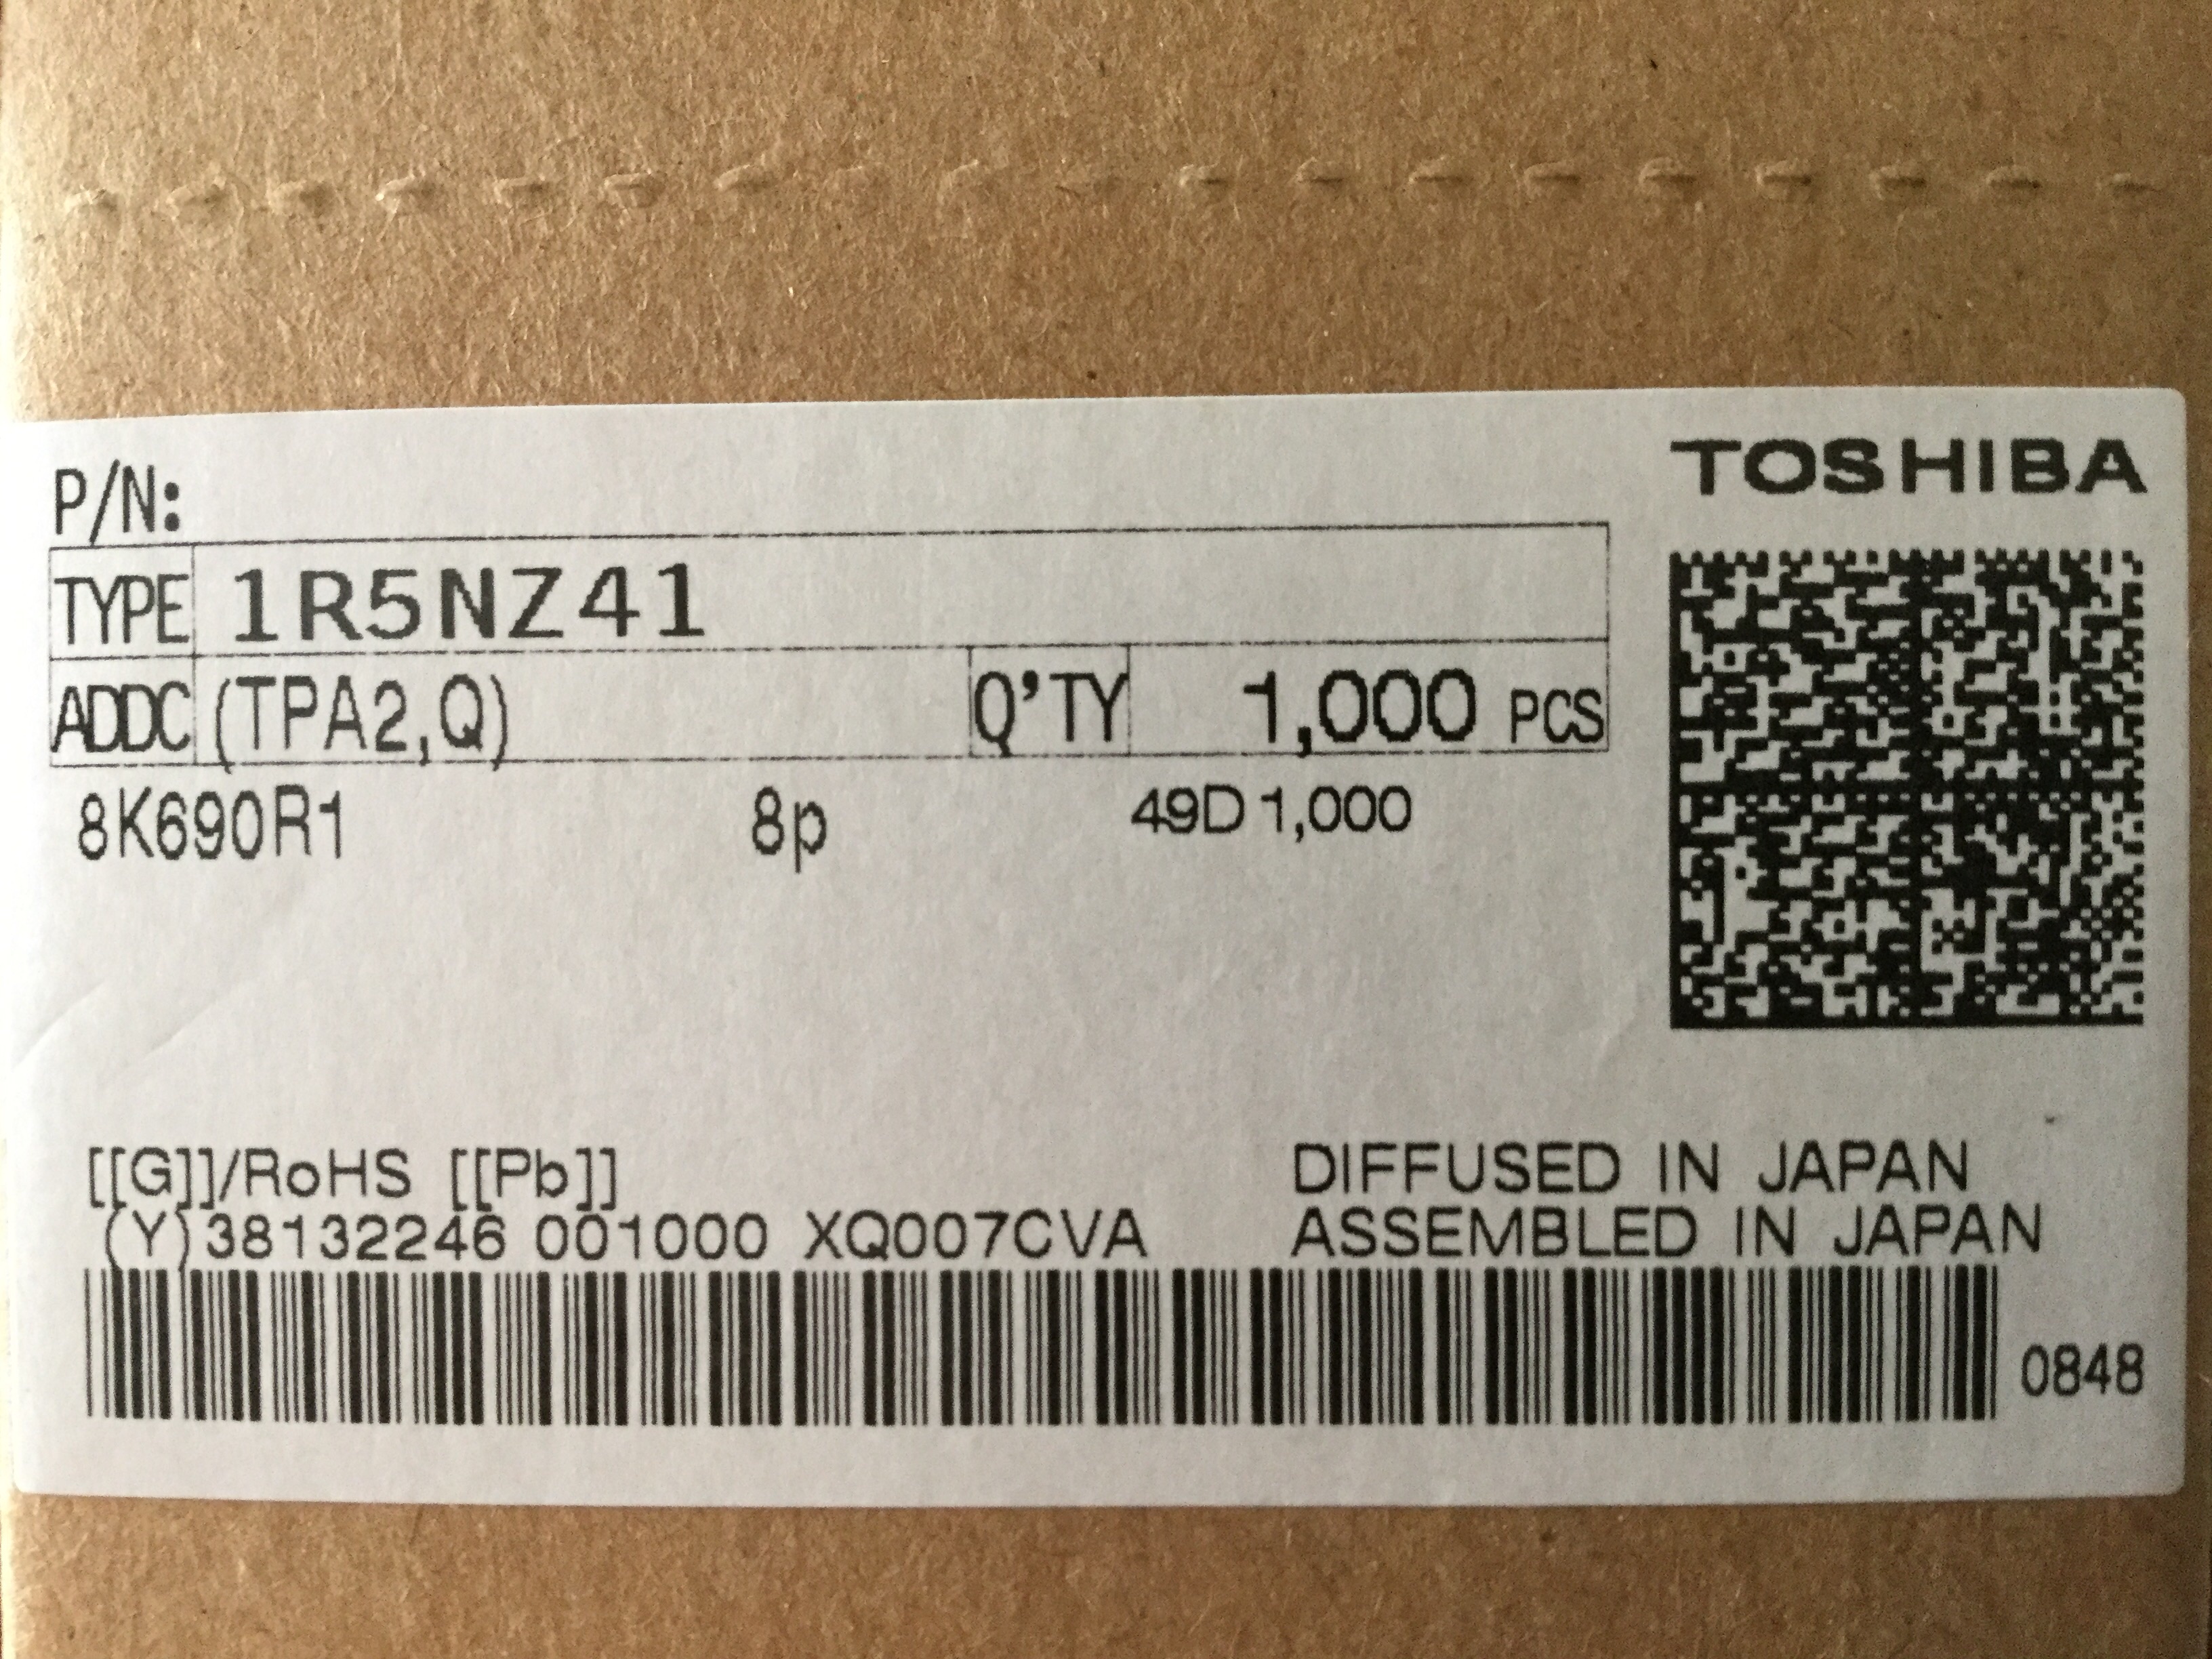 TOSHIBA
P/N:
TYPE 1R5NZ41
ADDC (TPA2,Q) Q'TY 1,000 PCS
8K690R1 8p 49D 1,000
[[G]]/RoHS [[Pb]] DIFFUSED IN JAPAN
(Y)38132246 001000 XQ007CVA ASSEMBLED IN JAPAN
0848